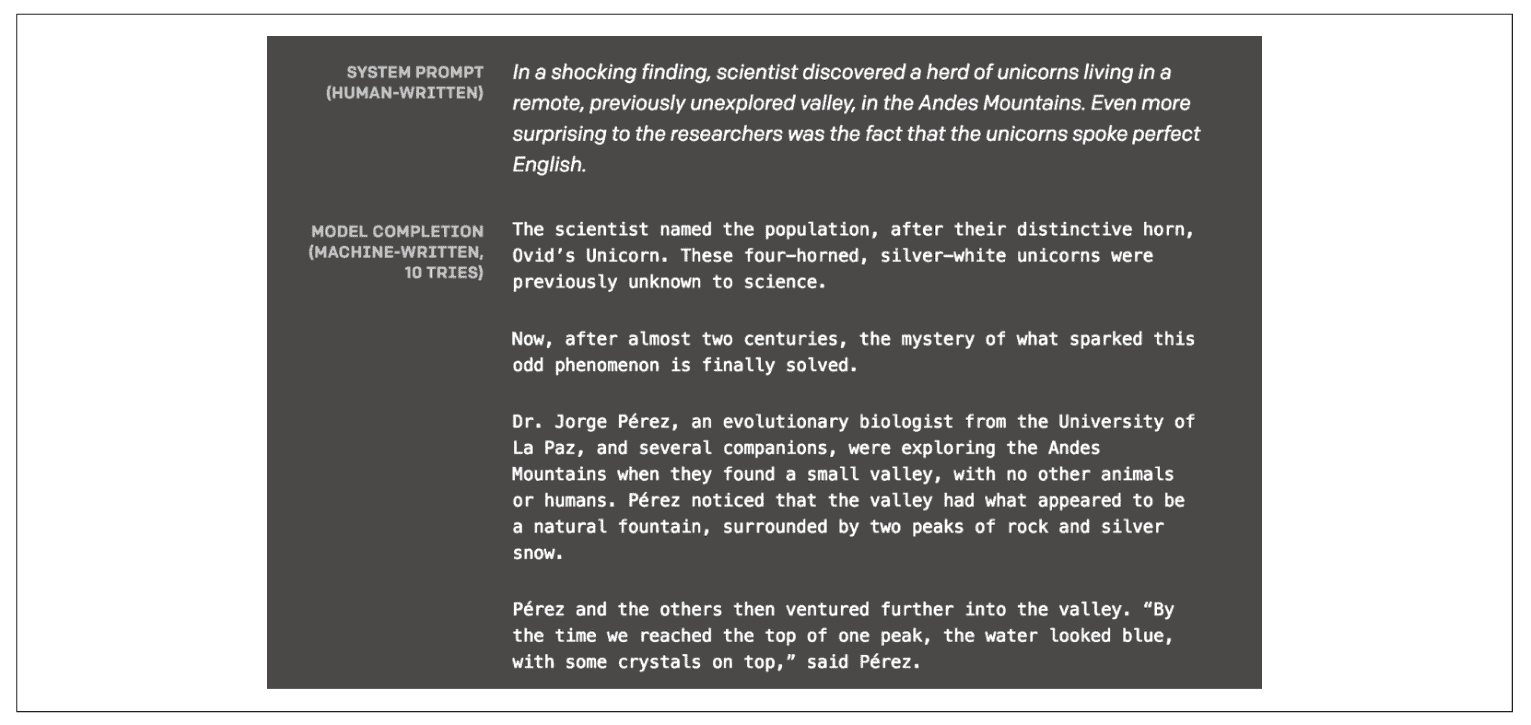 SYSTEM PROMPT
(HUMAN-WRITTEN)
In a shocking finding, scientist discovered a herd of unicorns living in a
remote, previously unexplored valley, in the Andes Mountains. Even more
surprising to the researchers was the fact that the unicorns spoke perfect
English.
MODEL COMPLETION
(MACHINE-WRITTEN,
10 TRIES)
The scientist named the population, after their distinctive horn,
Ovid’s Unicorn. These four-horned, silver-white unicorns were
previously unknown to science.
Now, after almost two centuries, the mystery of what sparked this
odd phenomenon is finally solved.
Dr. Jorge Pérez, an evolutionary biologist from the University of
La Paz, and several companions, were exploring the Andes
Mountains when they found a small valley, with no other animals
or humans. Pérez noticed that the valley had what appeared to be
a natural fountain, surrounded by two peaks of rock and silver
snow.
Pérez and the others then ventured further into the valley. “By
the time we reached the top of one peak, the water looked blue,
with some crystals on top,” said Pérez.